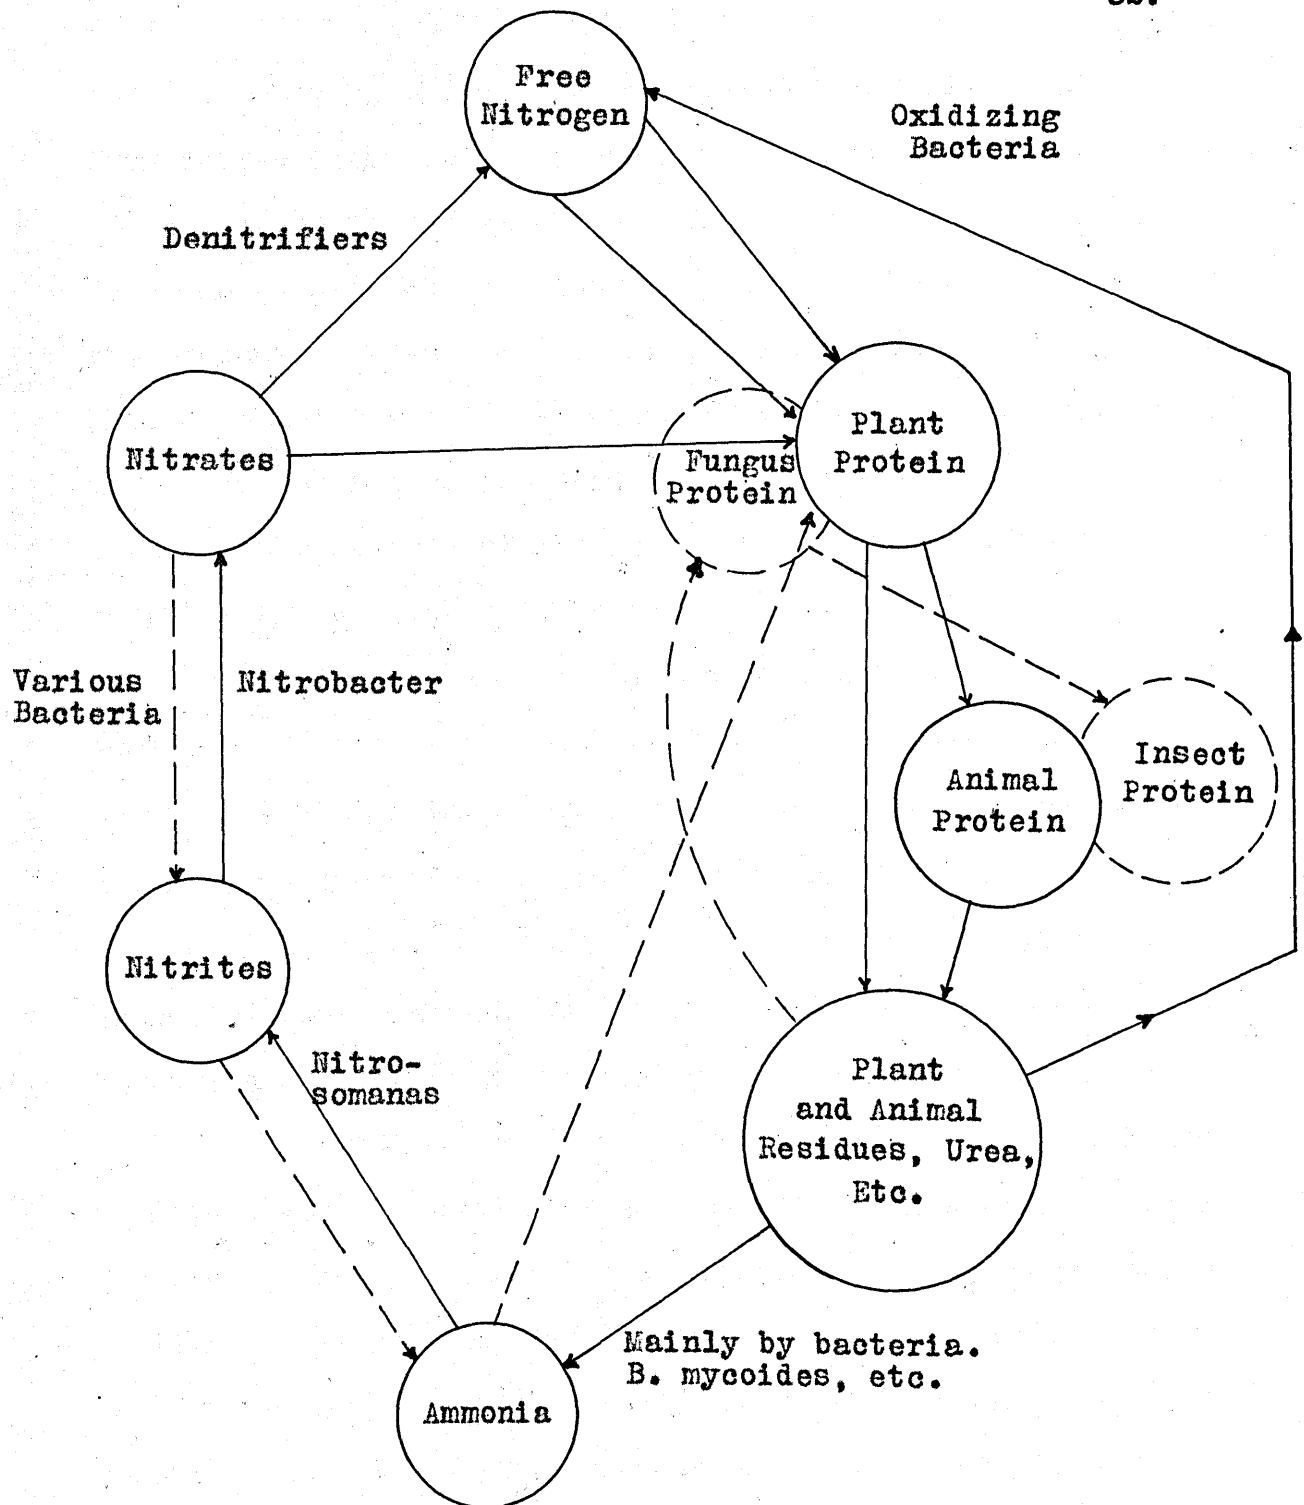 Free
Nitrogen
Oxidizing
Bacteria
Denitrifiers
Plant
Protein
Nitrates
Fungus
Protein
Various
Bacteria
Nitrobacter
Insect
Protein
Animal
Protein
Nitrites
Nitro-
somanas
Plant
and Animal
Residues, Urea,
Etc.
Mainly by bacteria.
B. mycoides, etc.
Ammonia